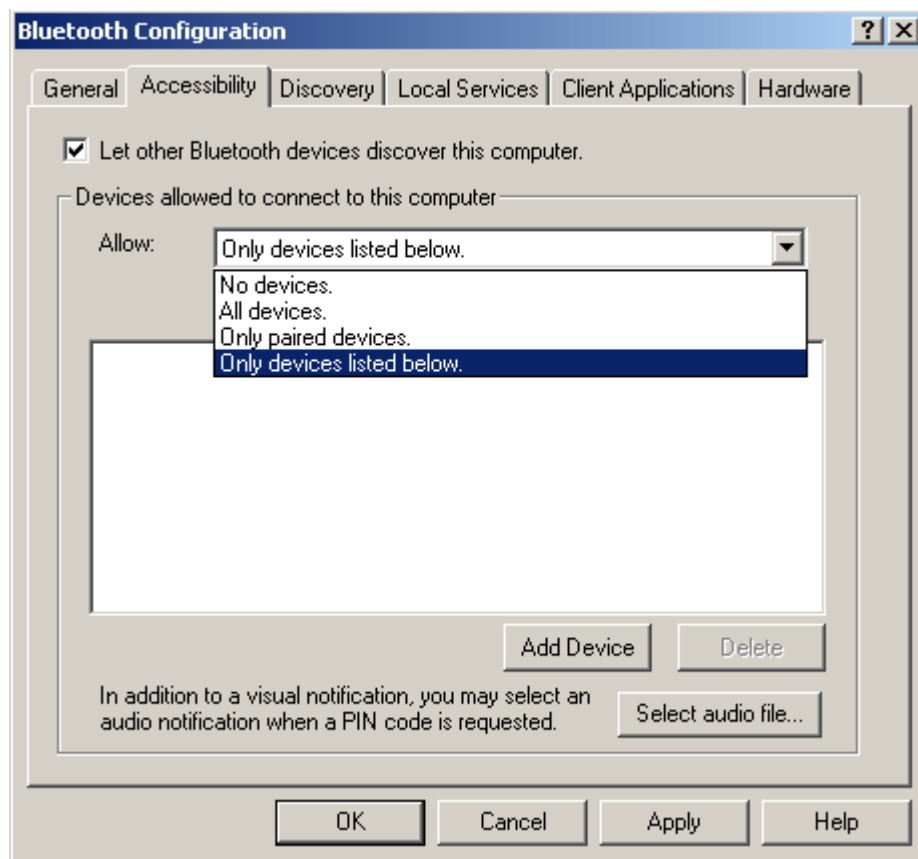 Bluetooth Configuration
General Accessibility Discovery Local Services Client Applications Hardware
Let other Bluetooth devices discover this computer.
Devices allowed to connect to this computer
Allow: Only devices listed below.
No devices.
All devices.
Only paired devices.
Only devices listed below.
Add Device Delete
In addition to a visual notification, you may select an
audio notification when a PIN code is requested.
Select audio file...
OK Cancel Apply Help